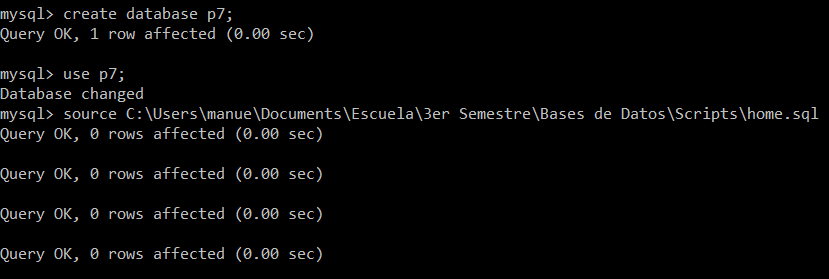 mysql> create database p7;
Query OK, 1 row affected (0.00 sec)
mysql> use p7;
Database changed
mysql> source C:\Users\manue\Documents\Escuela\3er Semestre\Bases de Datos\Scripts\home.sql
Query OK, 0 rows affected (0.00 sec)
Query OK, 0 rows affected (0.00 sec)
Query OK, 0 rows affected (0.00 sec)
Query OK, 0 rows affected (0.00 sec)